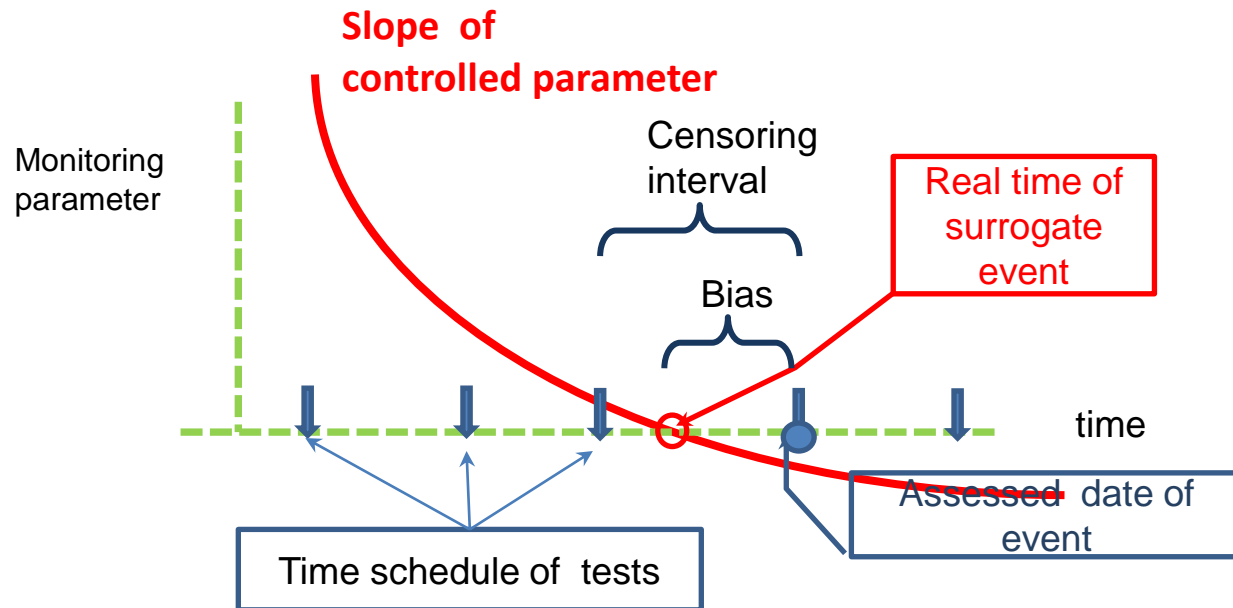 Slope of
controlled parameter
Monitoring
parameter
Censoring
interval
Real time of
surrogate
event
Bias
time
Assessed date of
event
Time schedule of tests